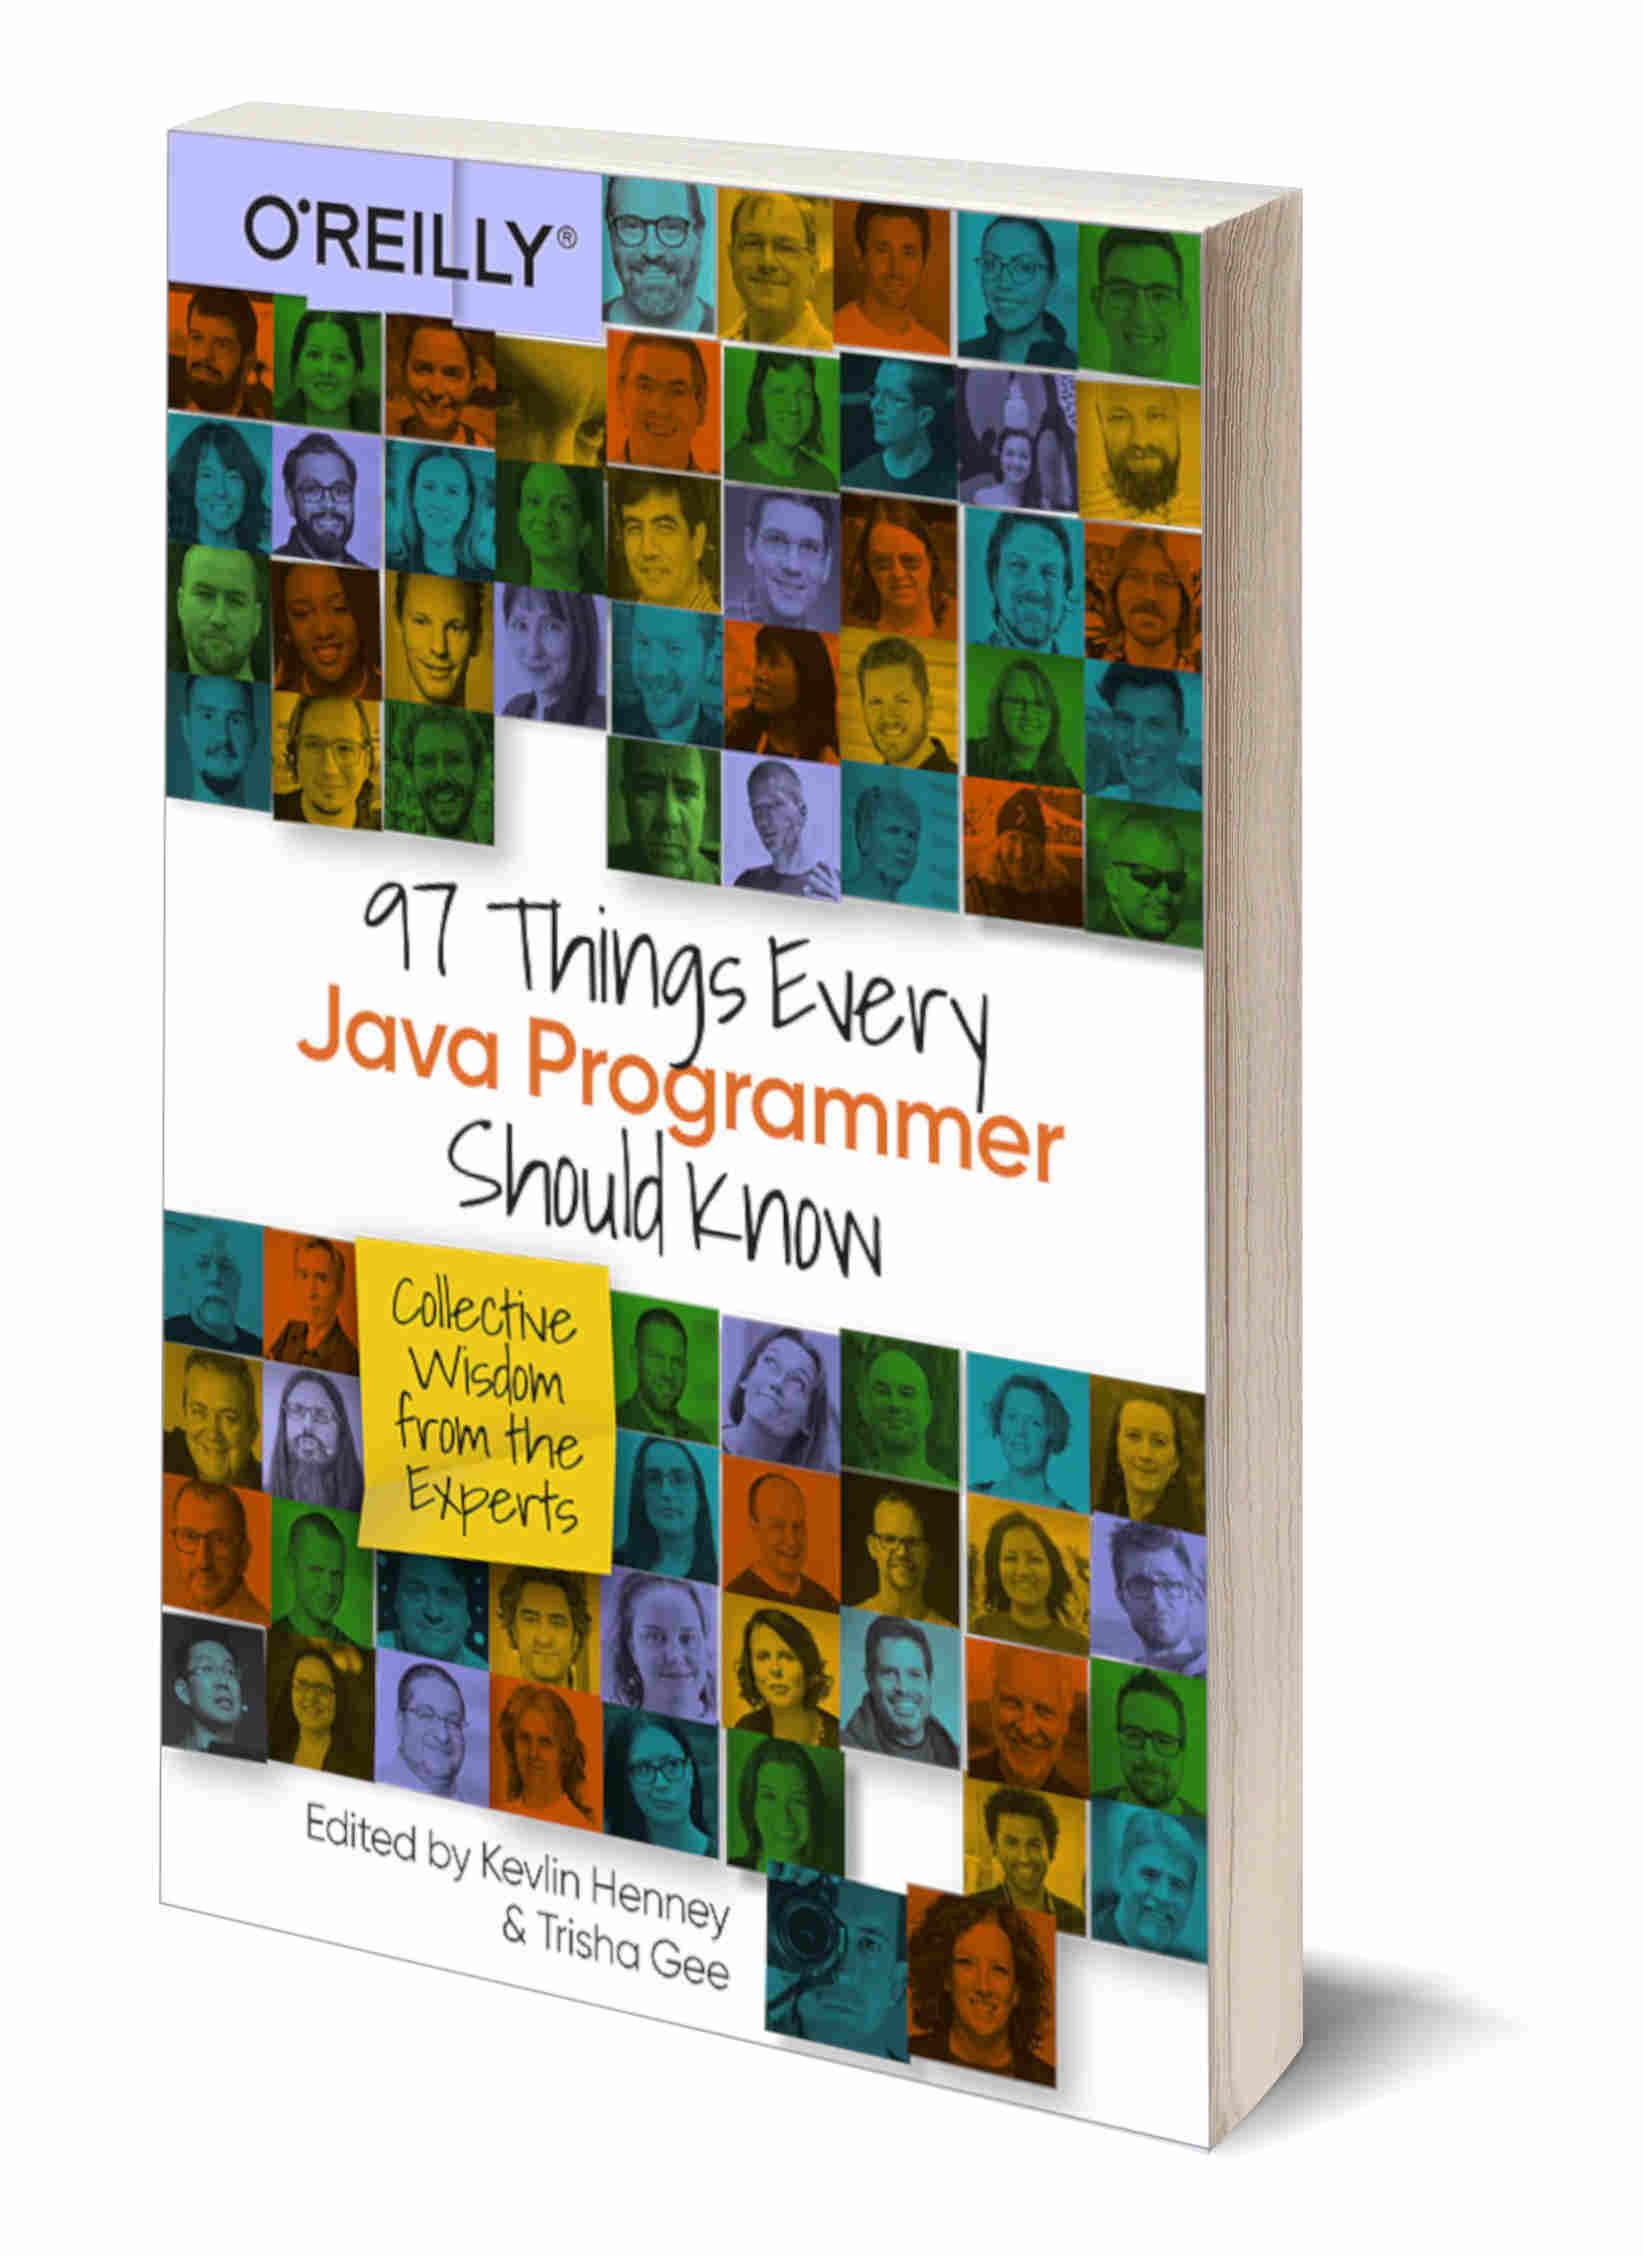 O'REILLY®
97 Things Every
Java Programmer
Should Know
Collective
Wisdom
from the
Experts
Edited by Kevlin Henney
& Trisha Gee